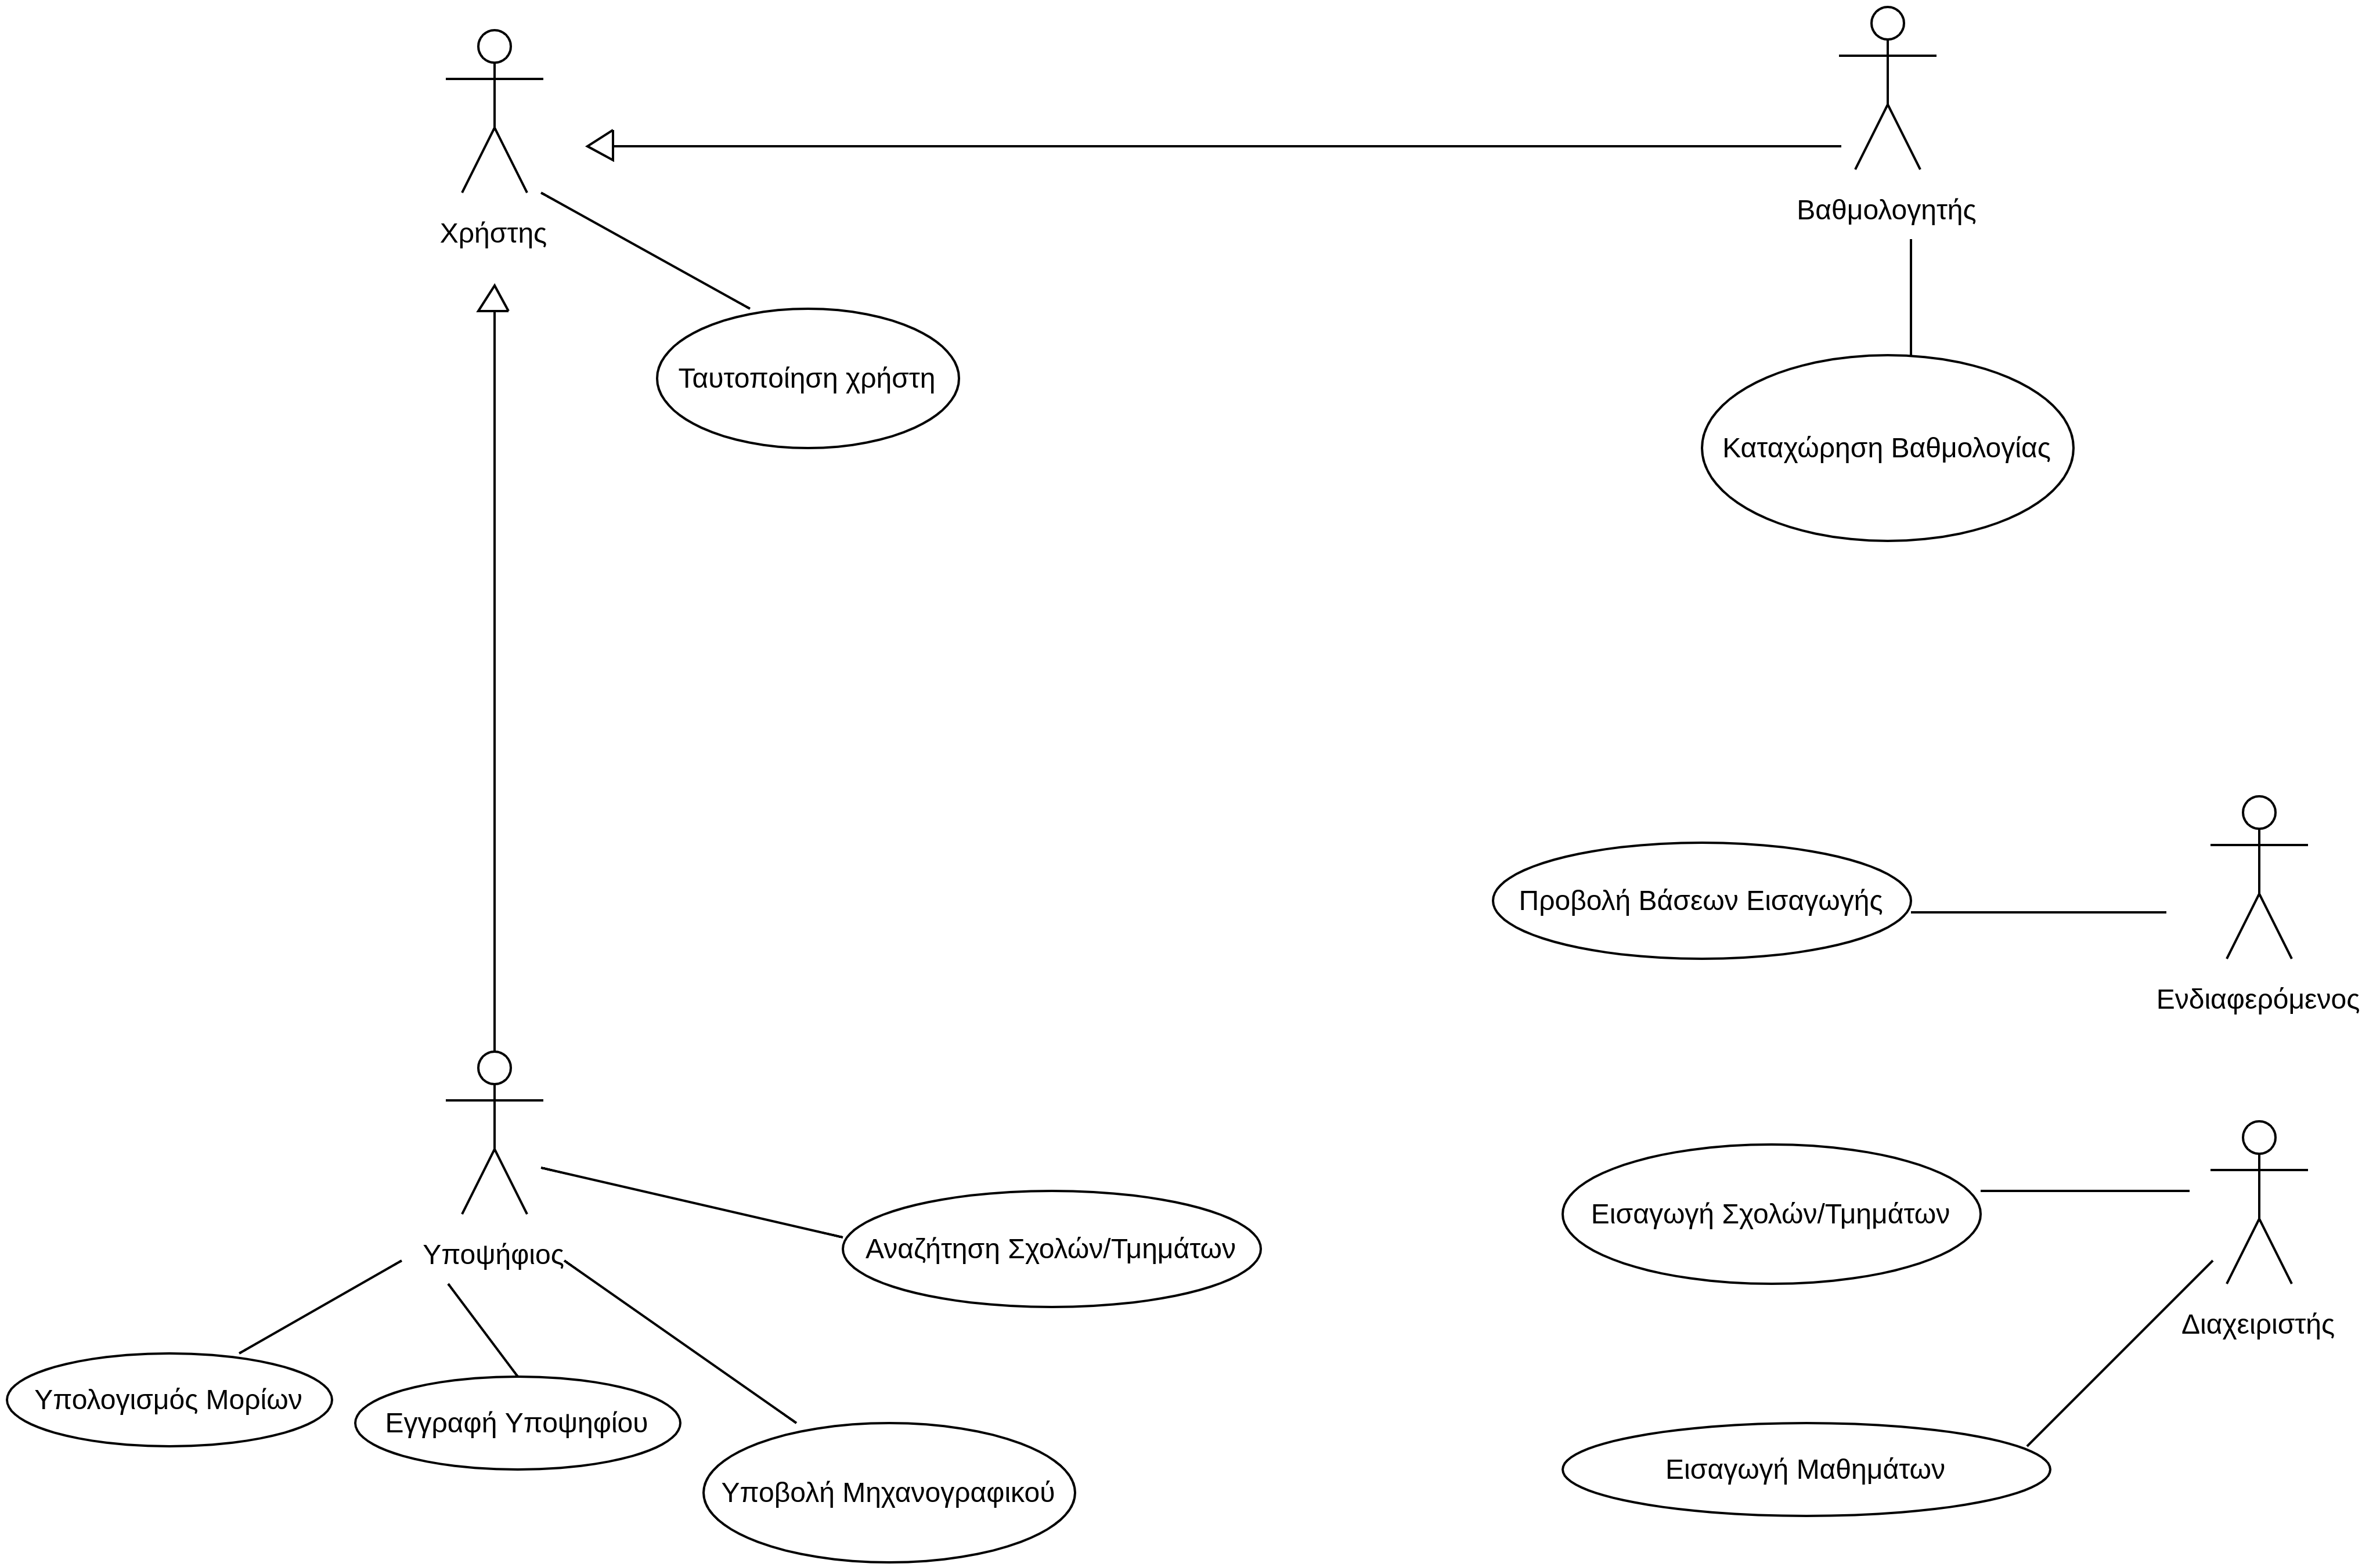 Χρήστης
Βαθμολογητής
Ταυτοποίηση χρήστη
Καταχώρηση Βαθμολογίας
Προβολή Βάσεων Εισαγωγής
Ενδιαφερόμενος
Εισαγωγή Σχολών/Τμημάτων
Αναζήτηση Σχολών/Τμημάτων
Υποψήφιος
Διαχειριστής
Υπολογισμός Μορίων
Εγγραφή Υποψηφίου
Εισαγωγή Μαθημάτων
Υποβολή Μηχανογραφικού